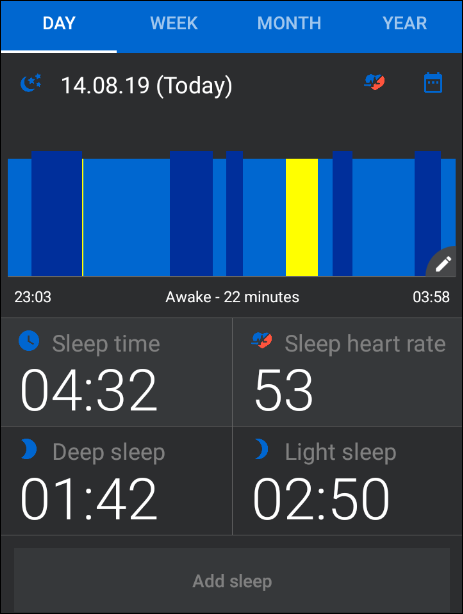 DAY WEEK MONTH YEAR
14.08.19 (Today)
23:03 Awake - 22 minutes 03:58
Sleep time Sleep heart rate
04:32 53
Deep sleep Light sleep
01:42 02:50
Add sleep